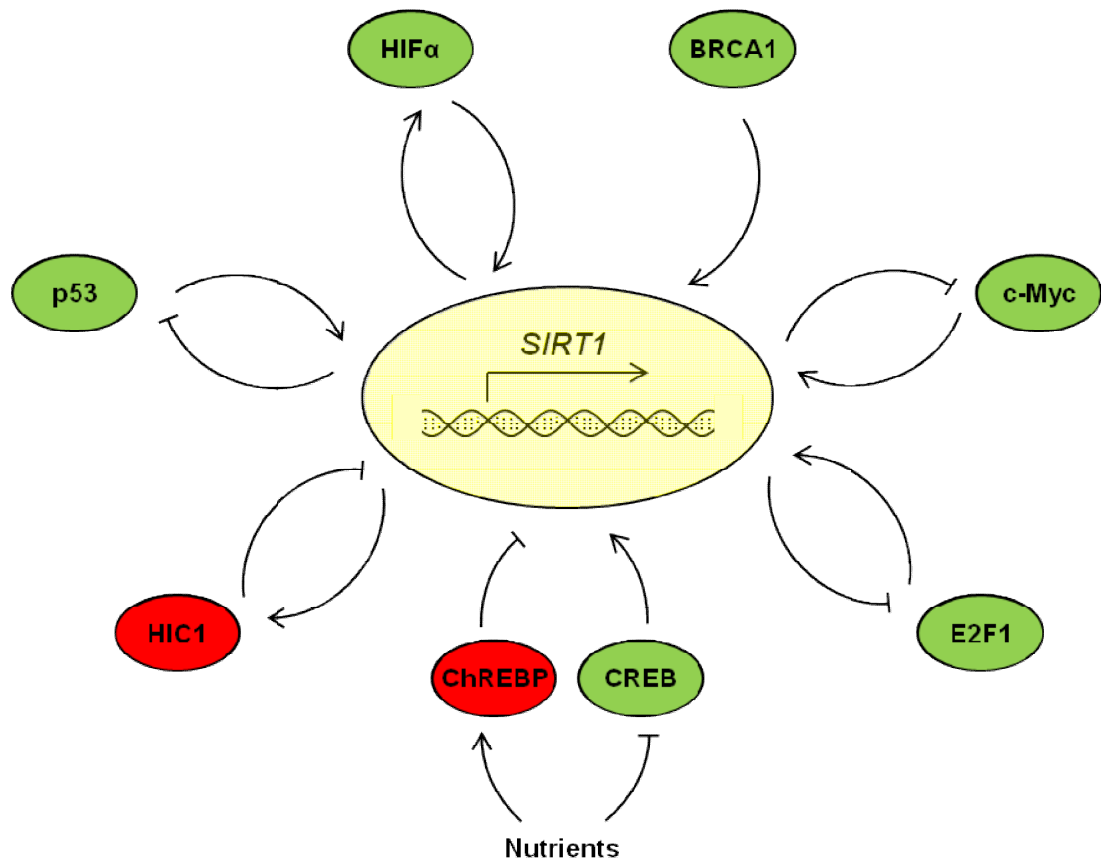 HIFα
BRCA1
p53
c-Myc
SIRT1
HIC1
E2F1
ChREBP
CREB
Nutrients